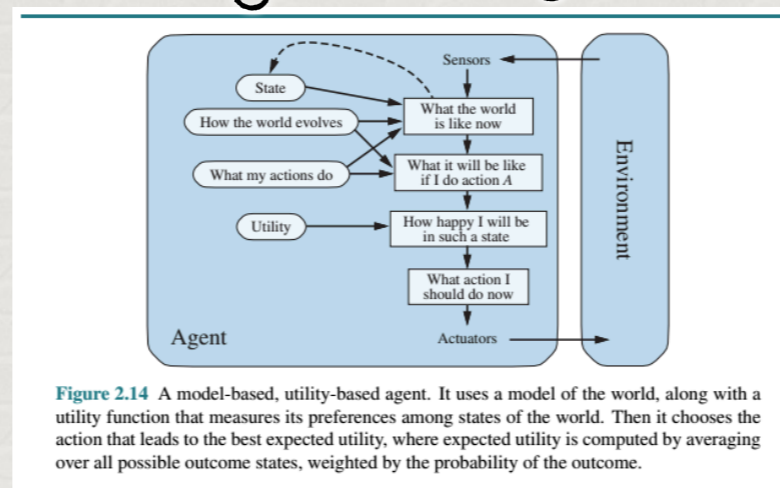 Sensors
State
What the world
is like now
How the world evolves
What it will be like
if I do action A
What my actions do
Utility
How happy I will be
in such a state
What action I
should do now
Agent
Actuators
Environment
Figure 2.14 A model-based, utility-based agent. It uses a model of the world, along with a
utility function that measures its preferences among states of the world. Then it chooses the
action that leads to the best expected utility, where expected utility is computed by averaging
over all possible outcome states, weighted by the probability of the outcome.